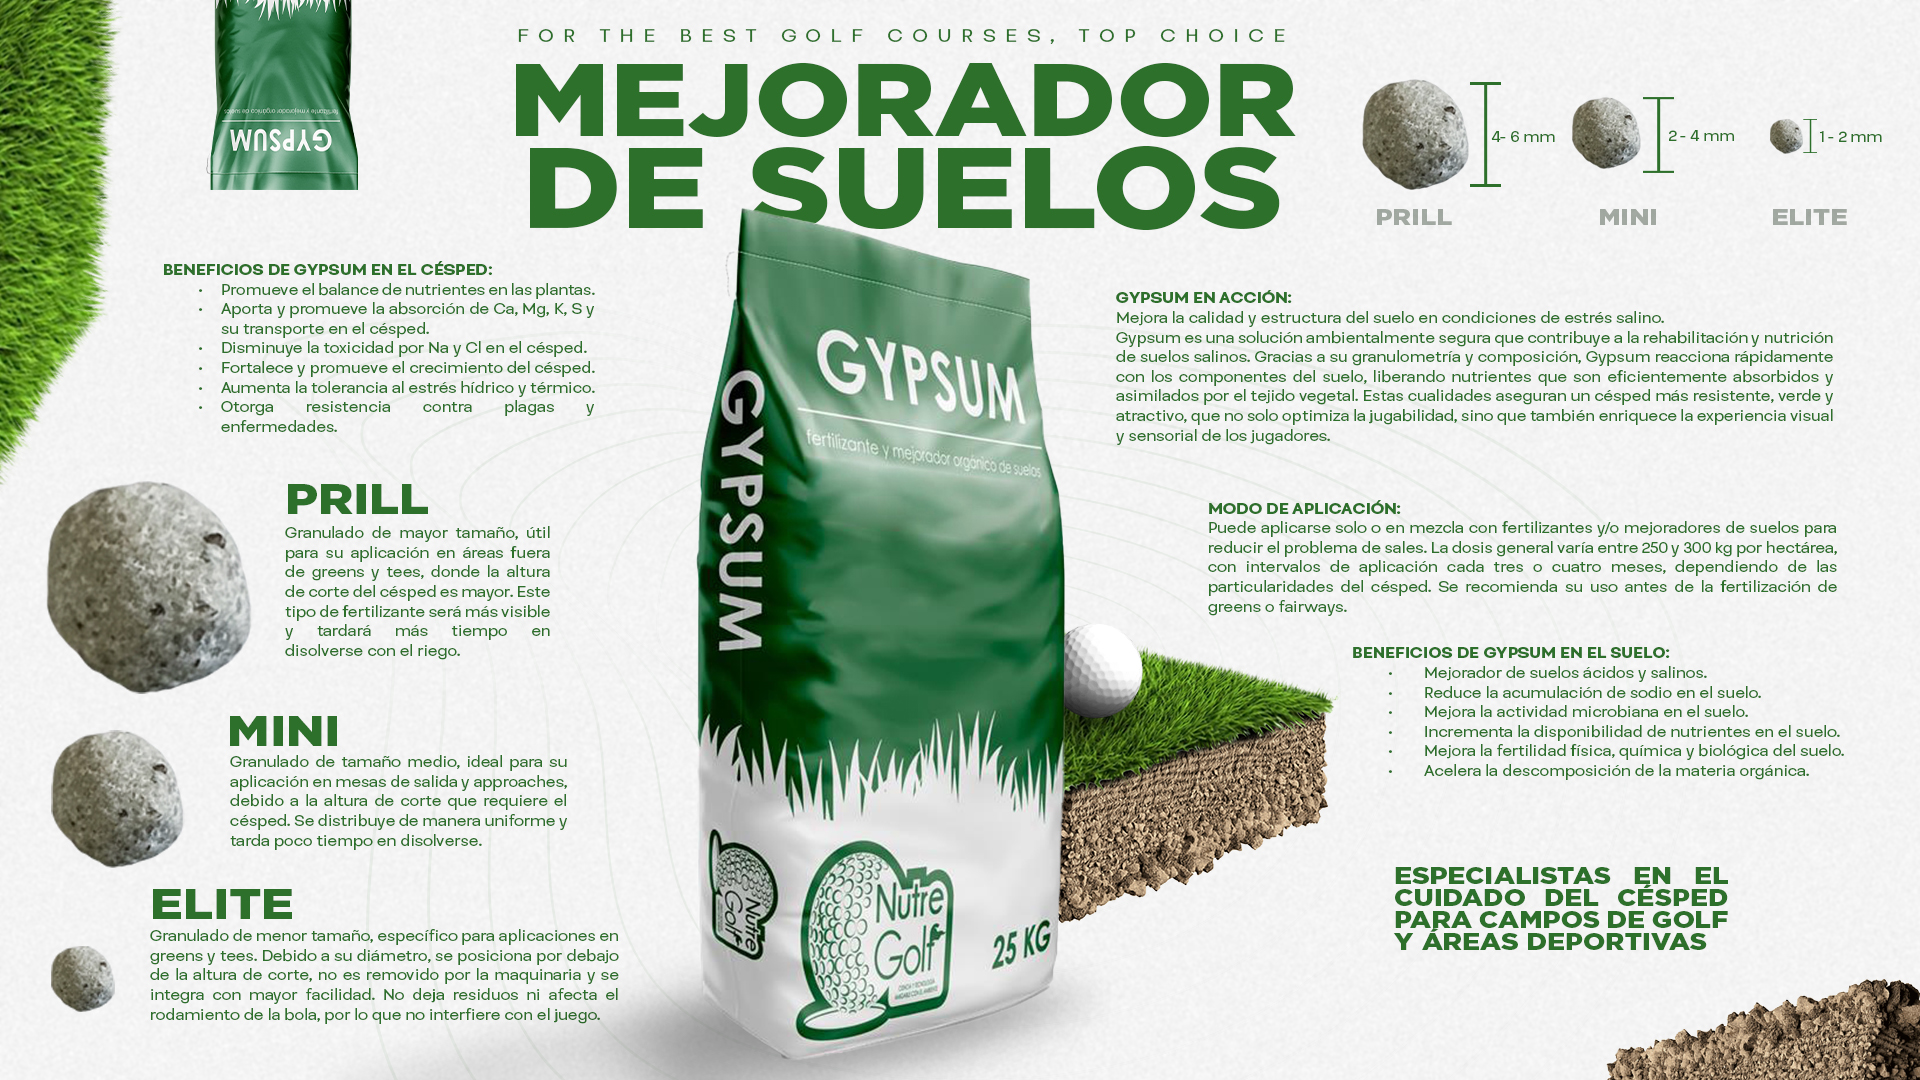 FOR THE BEST GOLF COURSES, TOP CHOICE
MEJORADOR
DE SUELOS
GYPSUM
fertilizante y mejorador orgánico de suelos
4- 6 mm
2 - 4 mm
1 - 2 mm
PRILL
MINI
ELITE
BENEFICIOS DE GYPSUM EN EL CÉSPED:
· Promueve el balance de nutrientes en las plantas.
· Aporta y promueve la absorción de Ca, Mg, K, S y
su transporte en el césped.
· Disminuye la toxicidad por Na y Cl en el césped.
· Fortalece y promueve el crecimiento del césped.
· Aumenta la tolerancia al estrés hídrico y térmico.
· Otorga resistencia contra plagas y
enfermedades.
PRILL
Granulado de mayor tamaño, útil
para su aplicación en áreas fuera
de greens y tees, donde la altura
de corte del césped es mayor. Este
tipo de fertilizante será más visible
y tardará más tiempo en
disolverse con el riego.
MINI
Granulado de tamaño medio, ideal para su
aplicación en mesas de salida y approaches,
debido a la altura de corte que requiere el
césped. Se distribuye de manera uniforme y
tarda poco tiempo en disolverse.
ELITE
Granulado de menor tamaño, específico para aplicaciones en
greens y tees. Debido a su diámetro, se posiciona por debajo
de la altura de corte, no es removido por la maquinaria y se
integra con mayor facilidad. No deja residuos ni afecta el
rodamiento de la bola, por lo que no interfiere con el juego.
GYPSUM
fertilizante y mejorador orgánico de suelos
GYPSUM
Nutre
Golf
Nutre
Golf
25 KG
GYPSUM EN ACCIÓN:
Mejora la calidad y estructura del suelo en condiciones de estrés salino.
Gypsum es una solución ambientalmente segura que contribuye a la rehabilitación y nutrición
de suelos salinos. Gracias a su granulometría y composición, Gypsum reacciona rápidamente
con los componentes del suelo, liberando nutrientes que son eficientemente absorbidos y
asimilados por el tejido vegetal. Estas cualidades aseguran un césped más resistente, verde y
atractivo, que no solo optimiza la jugabilidad, sino que también enriquece la experiencia visual
y sensorial de los jugadores.
MODO DE APLICACIÓN:
Puede aplicarse solo o en mezcla con fertilizantes y/o mejoradores de suelos para
reducir el problema de sales. La dosis general varía entre 250 y 300 kg por hectárea,
con intervalos de aplicación cada tres o cuatro meses, dependiendo de las
particularidades del césped. Se recomienda su uso antes de la fertilización de
greens o fairways.
BENEFICIOS DE GYPSUM EN EL SUELO:
· Mejorador de suelos ácidos y salinos.
· Reduce la acumulación de sodio en el suelo.
· Mejora la actividad microbiana en el suelo.
· Incrementa la disponibilidad de nutrientes en el suelo.
· Mejora la fertilidad física, química y biológica del suelo.
· Acelera la descomposición de la materia orgánica.
ESPECIALISTAS EN EL
CUIDADO DEL CÉSPED
PARA CAMPOS DE GOLF
Y ÁREAS DEPORTIVAS